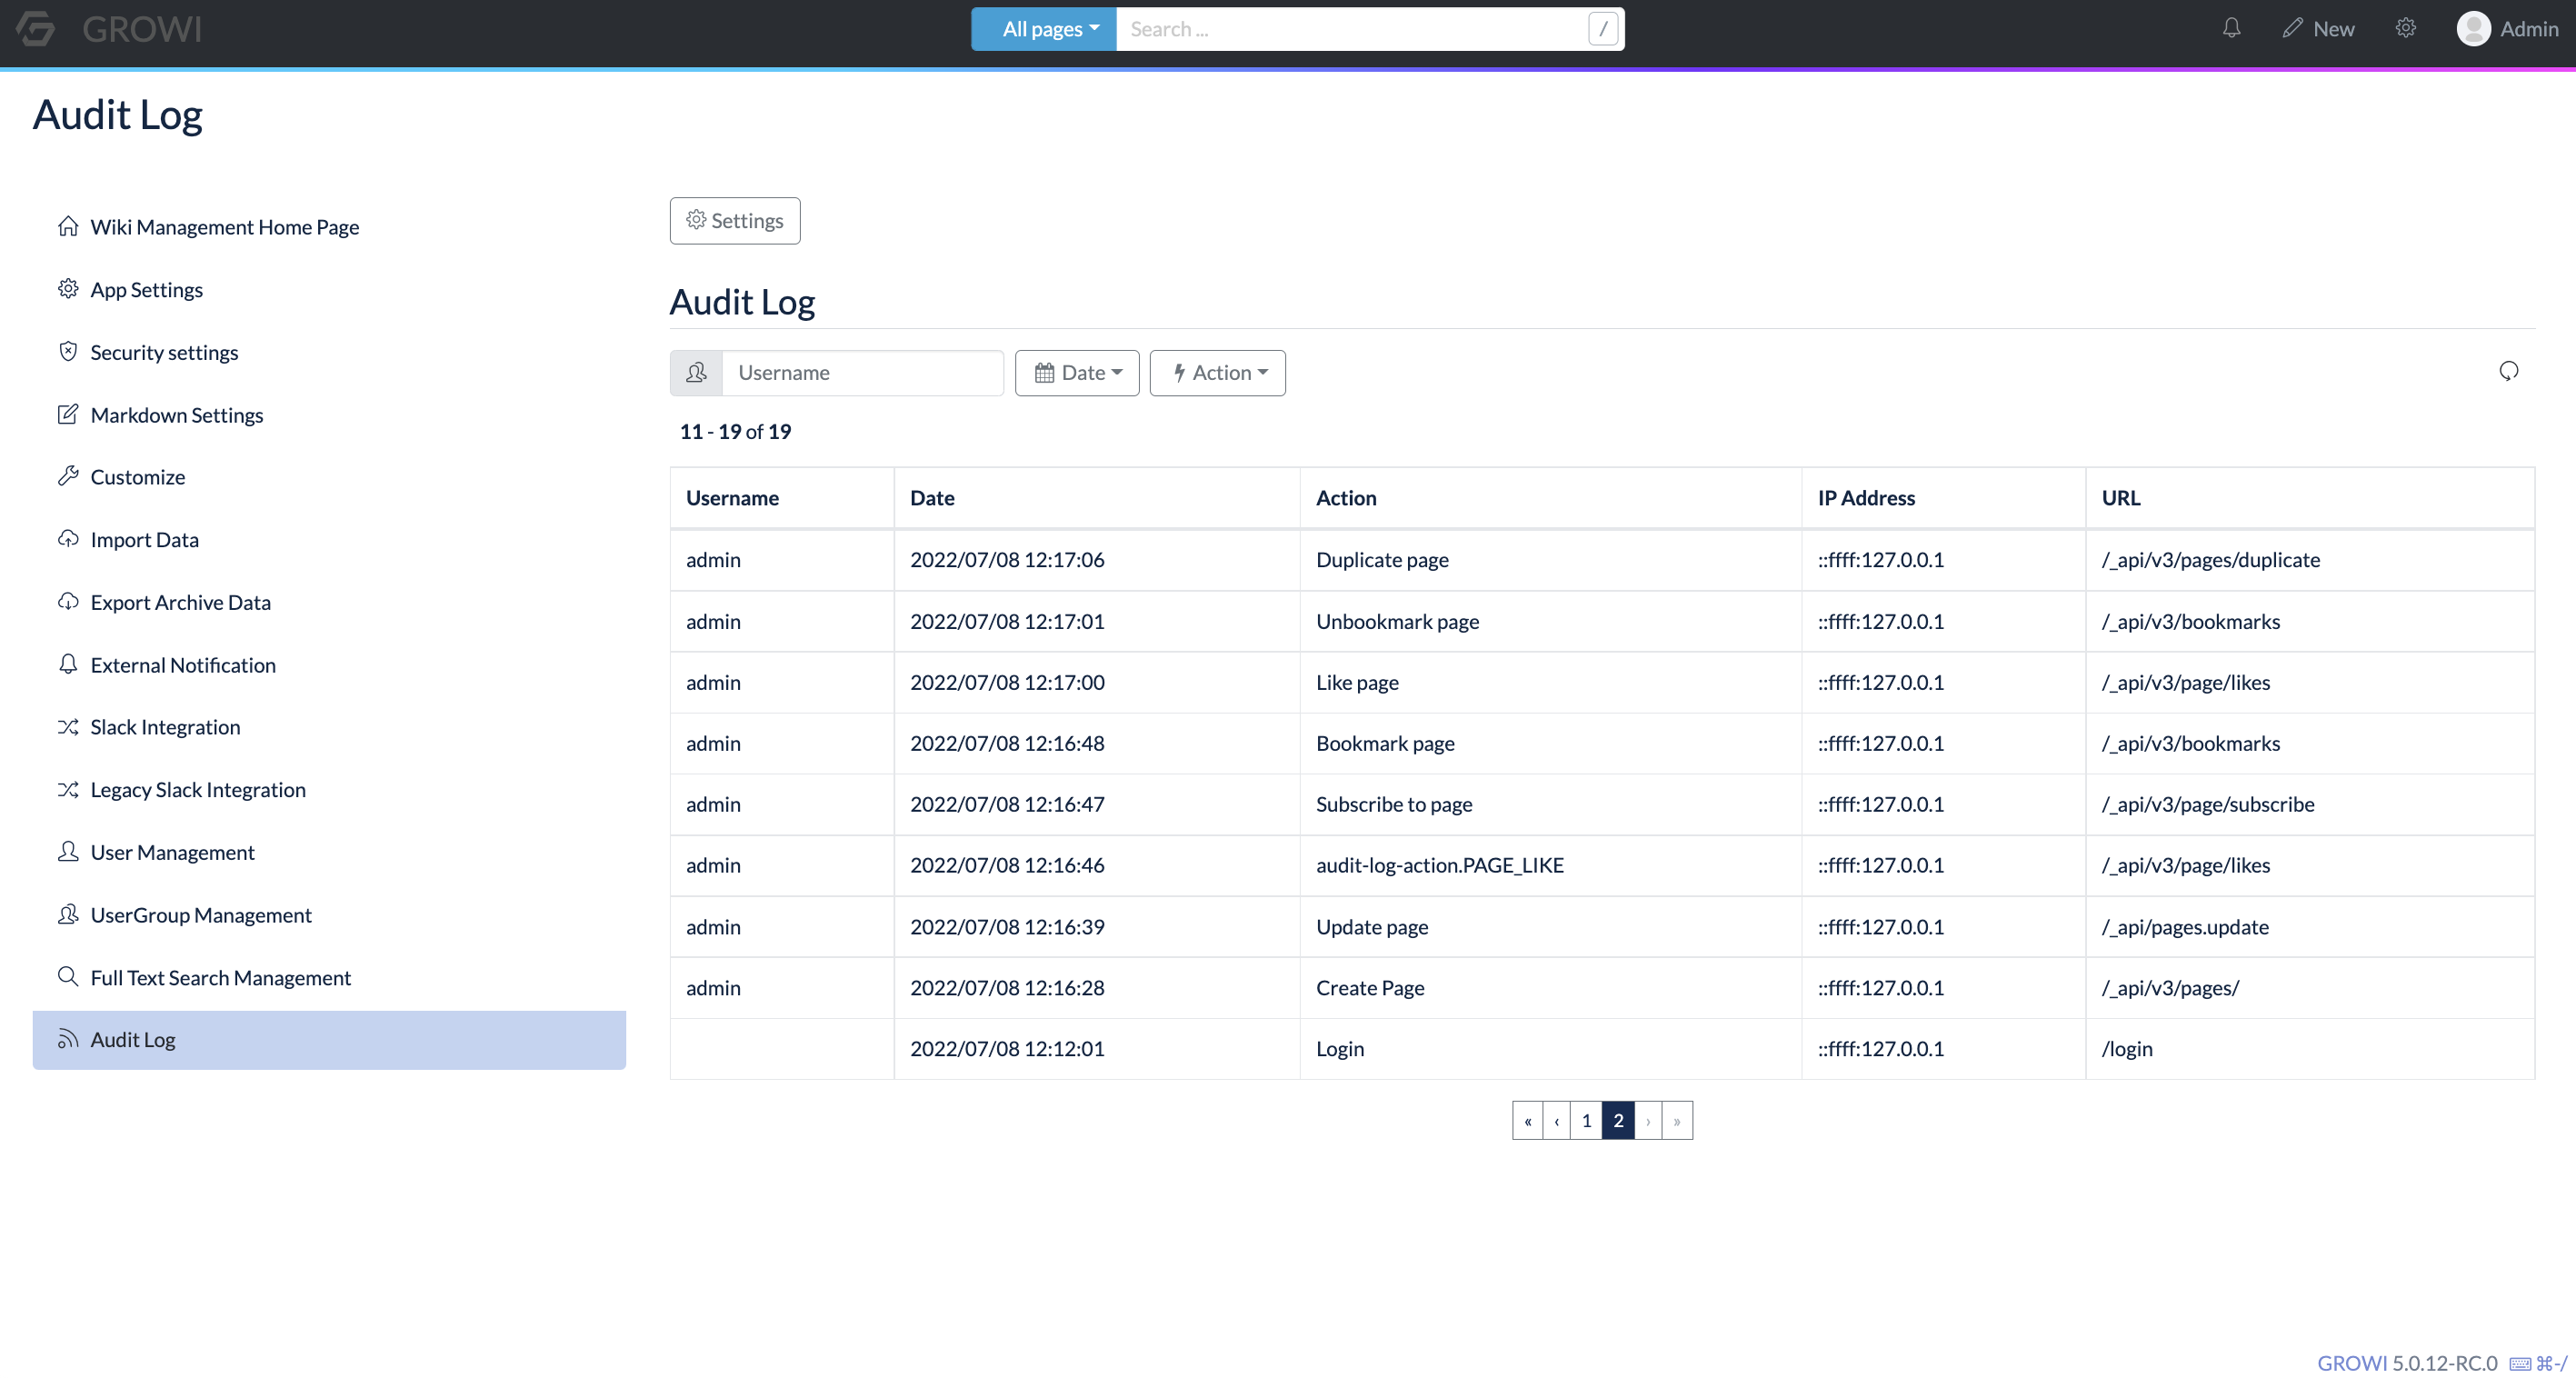 GROWI
All pages
Search ...
/
New
Admin
Audit Log
Wiki Management Home Page
App Settings
Security settings
Markdown Settings
Customize
Import Data
Export Archive Data
External Notification
Slack Integration
Legacy Slack Integration
User Management
UserGroup Management
Full Text Search Management
Audit Log
Settings
Audit Log
Username
Date
Action
11 - 19 of 19
Username Date Action IP Address URL
admin 2022/07/08 12:17:06 Duplicate page ::ffff:127.0.0.1 /_api/v3/pages/duplicate
admin 2022/07/08 12:17:01 Unbookmark page ::ffff:127.0.0.1 /_api/v3/bookmarks
admin 2022/07/08 12:17:00 Like page ::ffff:127.0.0.1 /_api/v3/page/likes
admin 2022/07/08 12:16:48 Bookmark page ::ffff:127.0.0.1 /_api/v3/bookmarks
admin 2022/07/08 12:16:47 Subscribe to page ::ffff:127.0.0.1 /_api/v3/page/subscribe
admin 2022/07/08 12:16:46 audit-log-action.PAGE_LIKE ::ffff:127.0.0.1 /_api/v3/page/likes
admin 2022/07/08 12:16:39 Update page ::ffff:127.0.0.1 /_api/pages.update
admin 2022/07/08 12:16:28 Create Page ::ffff:127.0.0.1 /_api/v3/pages/
2022/07/08 12:12:01 Login ::ffff:127.0.0.1 /login
« ‹ 1 2 › »
GROWI 5.0.12-RC.0 ⌘-/